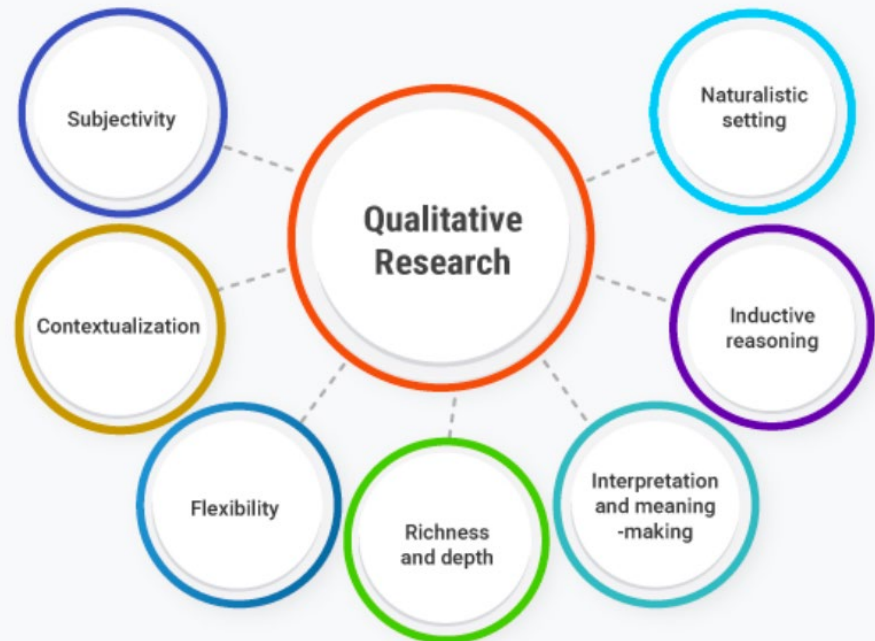 Qualitative
Research
Subjectivity
Contextualization
Flexibility
Richness
and depth
Interpretation
and meaning
-making
Inductive
reasoning
Naturalistic
setting